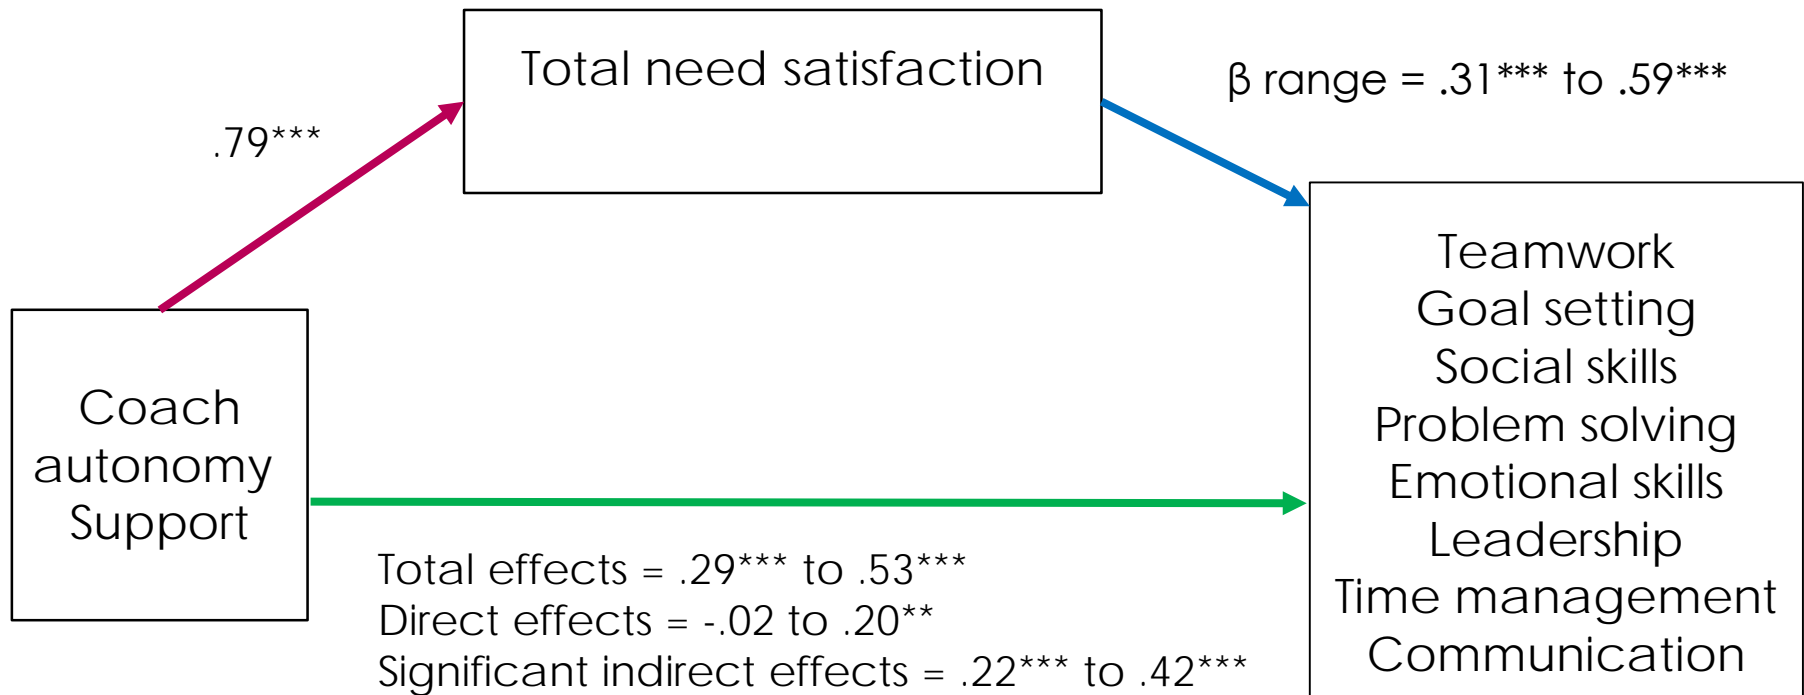 Total need satisfaction
β range = .31*** to .59***
.79***
Coach
autonomy
Support
Teamwork
Goal setting
Social skills
Problem solving
Emotional skills
Leadership
Time management
Communication
Total effects = .29*** to .53***
Direct effects = -.02 to .20**
Significant indirect effects = .22*** to .42***